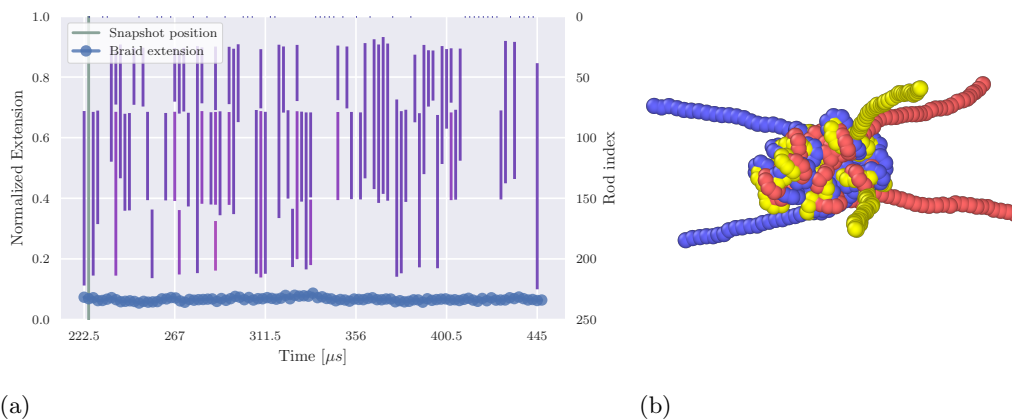 Snapshot position
Braid extension
Normalized Extension
1.0
0.8
0.6
0.4
0.2
0.0
222.5 267 311.5 356 400.5 445
Time [μs]
0
50
100
150
200
250
Rod index
(a)
(b)